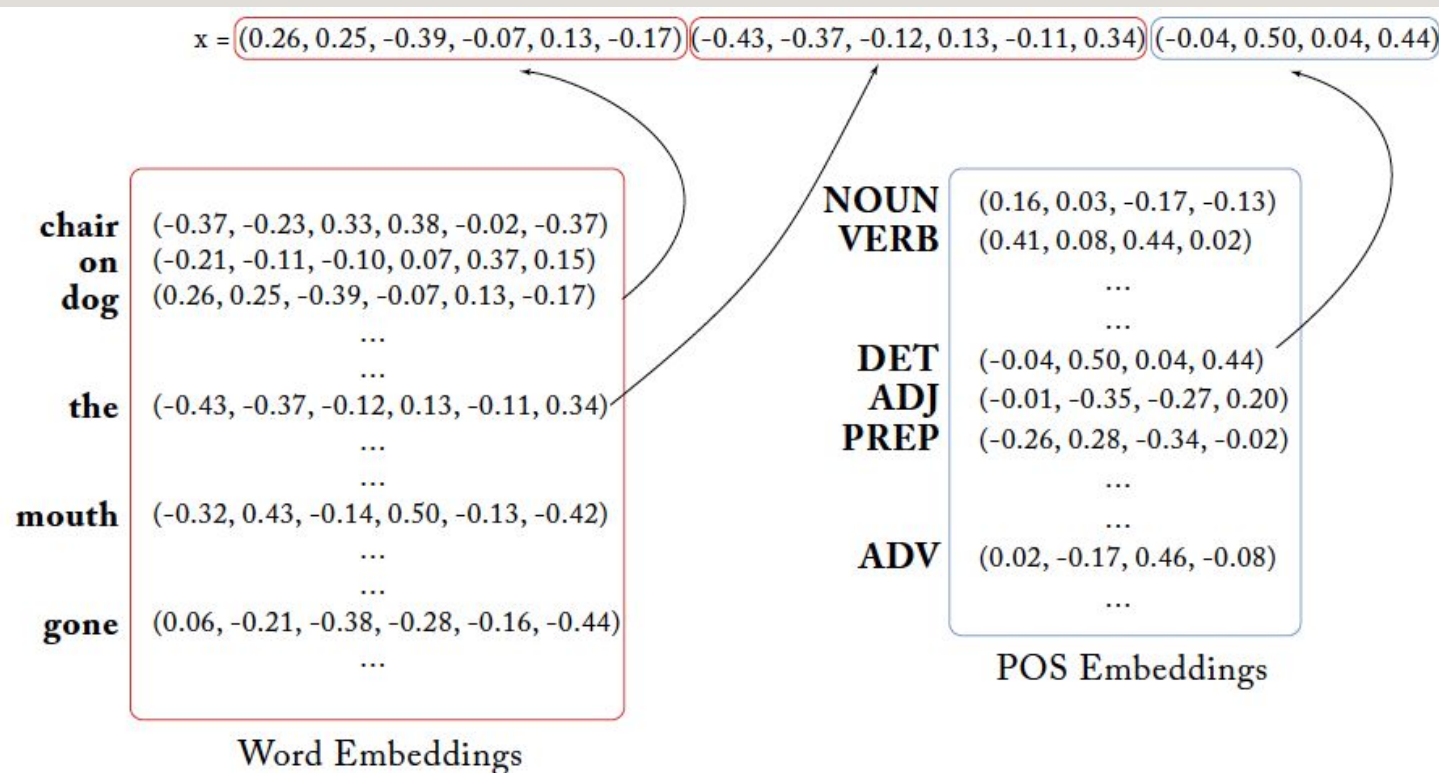 x = (0.26, 0.25, -0.39, -0.07, 0.13, -0.17) (-0.43, -0.37, -0.12, 0.13, -0.11, 0.34) (-0.04, 0.50, 0.04, 0.44)
chair (-0.37, -0.23, 0.33, 0.38, -0.02, -0.37)
on (-0.21, -0.11, -0.10, 0.07, 0.37, 0.15)
dog (0.26, 0.25, -0.39, -0.07, 0.13, -0.17)
...
...
the (-0.43, -0.37, -0.12, 0.13, -0.11, 0.34)
...
...
mouth (-0.32, 0.43, -0.14, 0.50, -0.13, -0.42)
...
...
gone (0.06, -0.21, -0.38, -0.28, -0.16, -0.44)
...
Word Embeddings
NOUN (0.16, 0.03, -0.17, -0.13)
VERB (0.41, 0.08, 0.44, 0.02)
...
...
DET (-0.04, 0.50, 0.04, 0.44)
ADJ (-0.01, -0.35, -0.27, 0.20)
PREP (-0.26, 0.28, -0.34, -0.02)
...
...
ADV (0.02, -0.17, 0.46, -0.08)
...
POS Embeddings